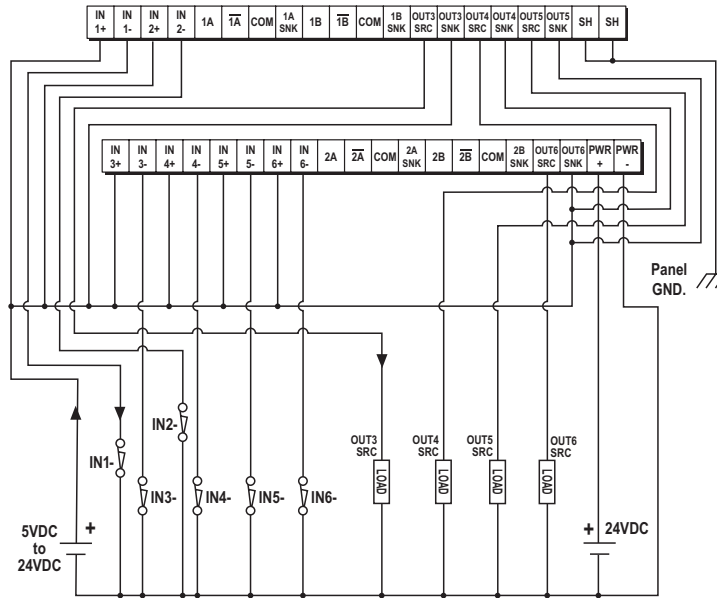 IN 1+ IN 1- IN 2+ IN 2- 1A 1A COM 1A SNK 1B 1B COM 1B SNK OUT3 SRC OUT3 SNK OUT4 SRC OUT4 SNK OUT5 SRC OUT5 SNK SH SH
IN 3+ IN 3- IN 4+ IN 4- IN 5+ IN 5- IN 6+ IN 6- 2A 2A COM 2A SNK 2B 2B COM 2B SNK OUT6 SRC OUT6 SNK PWR + PWR -
Panel
GND.
IN2-
IN1-
IN3-
IN4-
IN5-
IN6-
OUT3
SRC
LOAD
OUT4
SRC
LOAD
OUT5
SRC
LOAD
OUT6
SRC
LOAD
5VDC
to
24VDC
+
+
24VDC